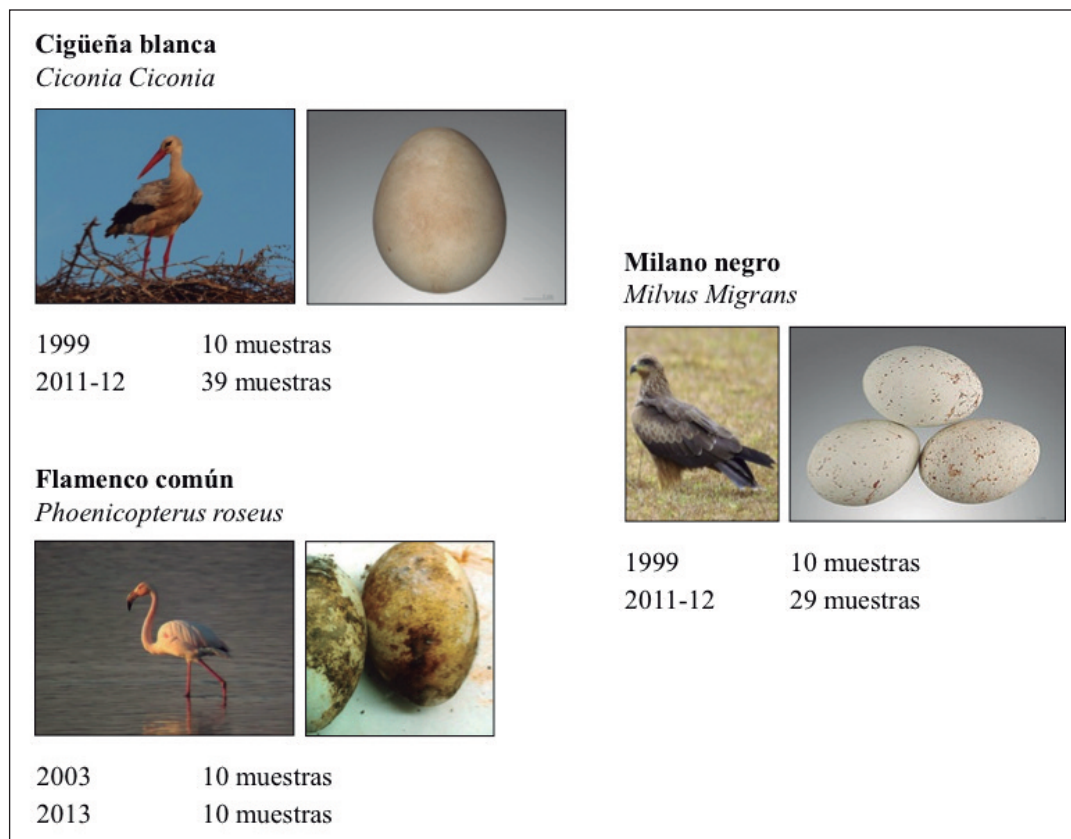 Cigüeña blanca
Ciconia Ciconia
1999 10 muestras
2011-12 39 muestras
Flamenco común
Phoenicopterus roseus
2003 10 muestras
2013 10 muestras
Milano negro
Milvus Migrans
1999 10 muestras
2011-12 29 muestras